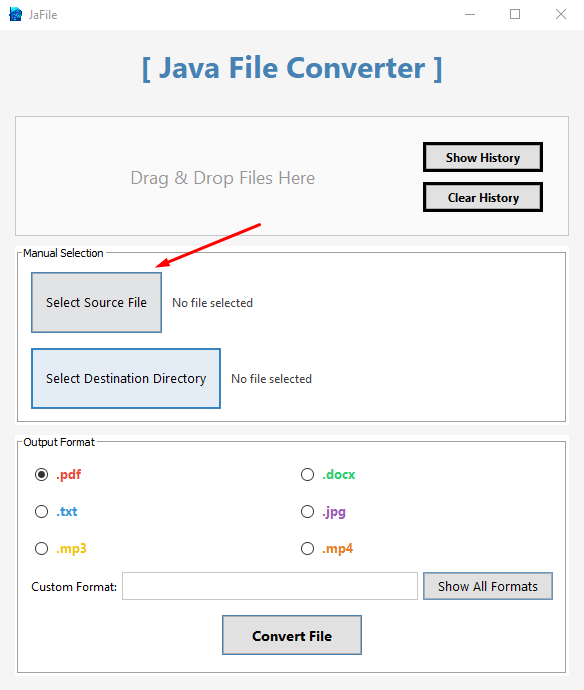 JaFile
[ Java File Converter ]
Drag & Drop Files Here
Show History
Clear History
Manual Selection
Select Source File
No file selected
Select Destination Directory
No file selected
Output Format
.pdf
.docx
.txt
.jpg
.mp3
.mp4
Custom Format:
Show All Formats
Convert File